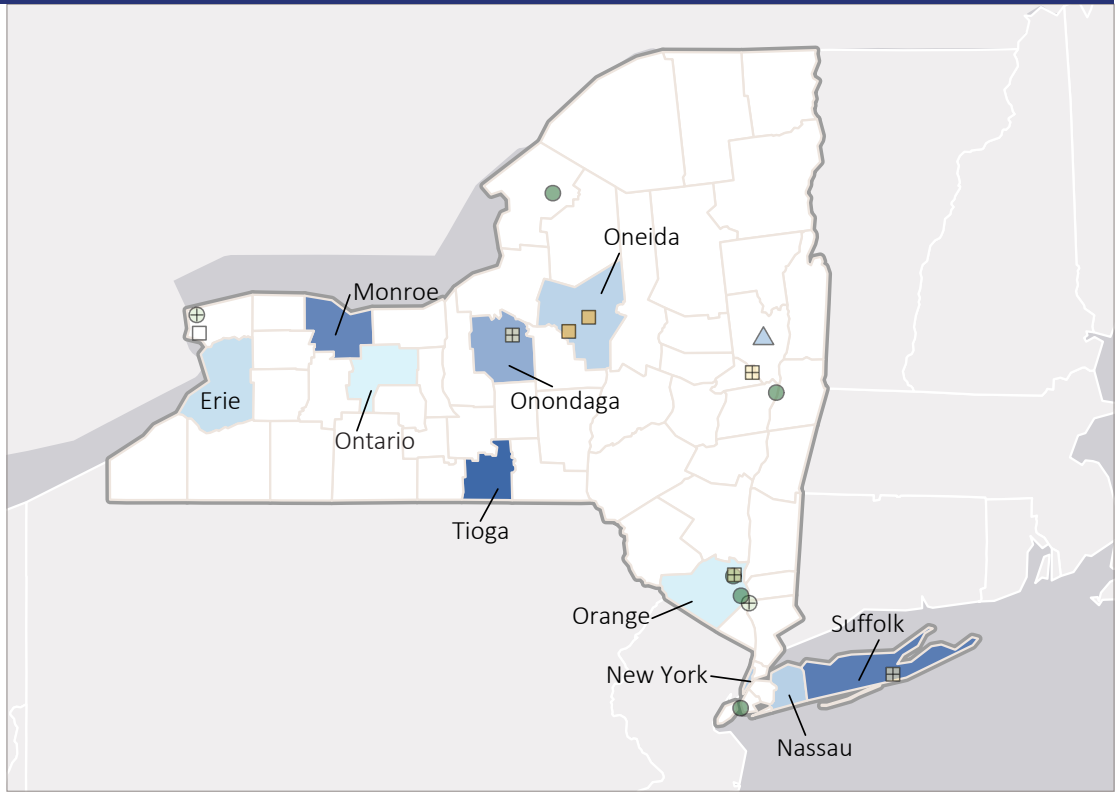 Oneida
Monroe
Erie
Onondaga
Ontario
Tioga
Orange
Suffolk
New York
Nassau